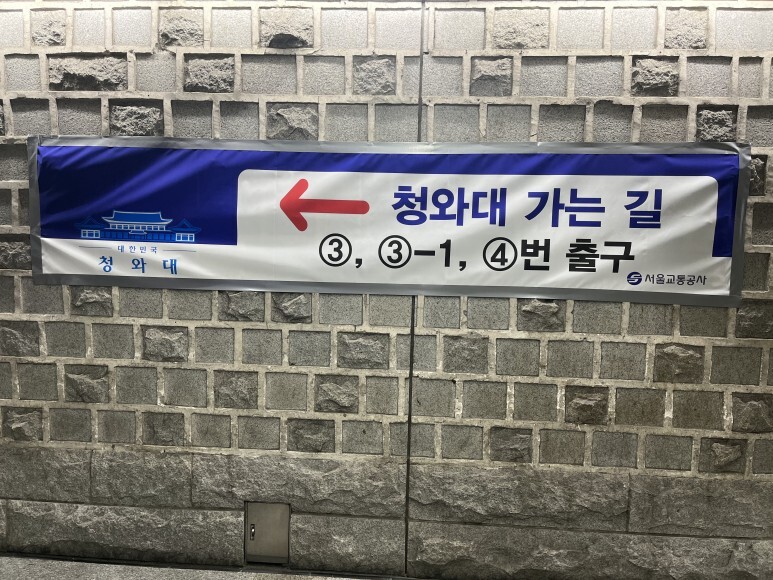 대한민국
청와대
청와대 가는 길
③, ③-1, ④번 출구
서울교통공사